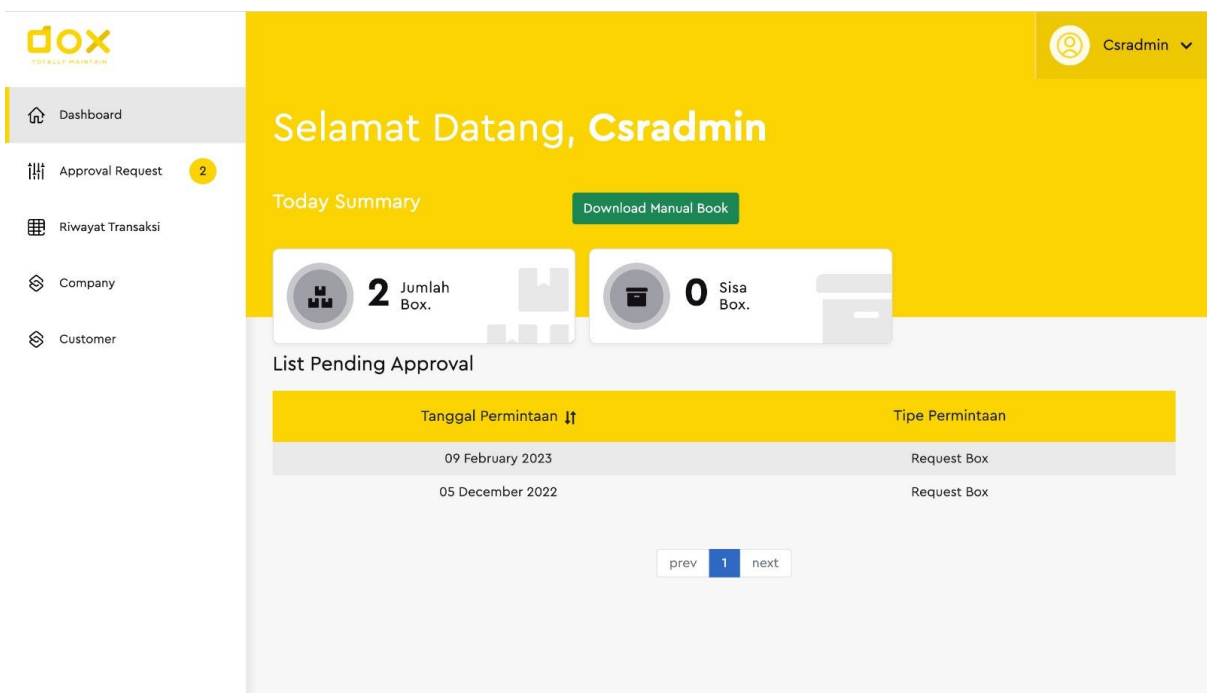 dox
TOTALLY MAINTAIN
Csradmin
Dashboard
Approval Request 2
Riwayat Transaksi
Company
Customer
Selamat Datang, Csradmin
Today Summary
Download Manual Book
2 Jumlah
Box.
0 Sisa
Box.
List Pending Approval
Tanggal Permintaan Tipe Permintaan
09 February 2023 Request Box
05 December 2022 Request Box
prev 1 next